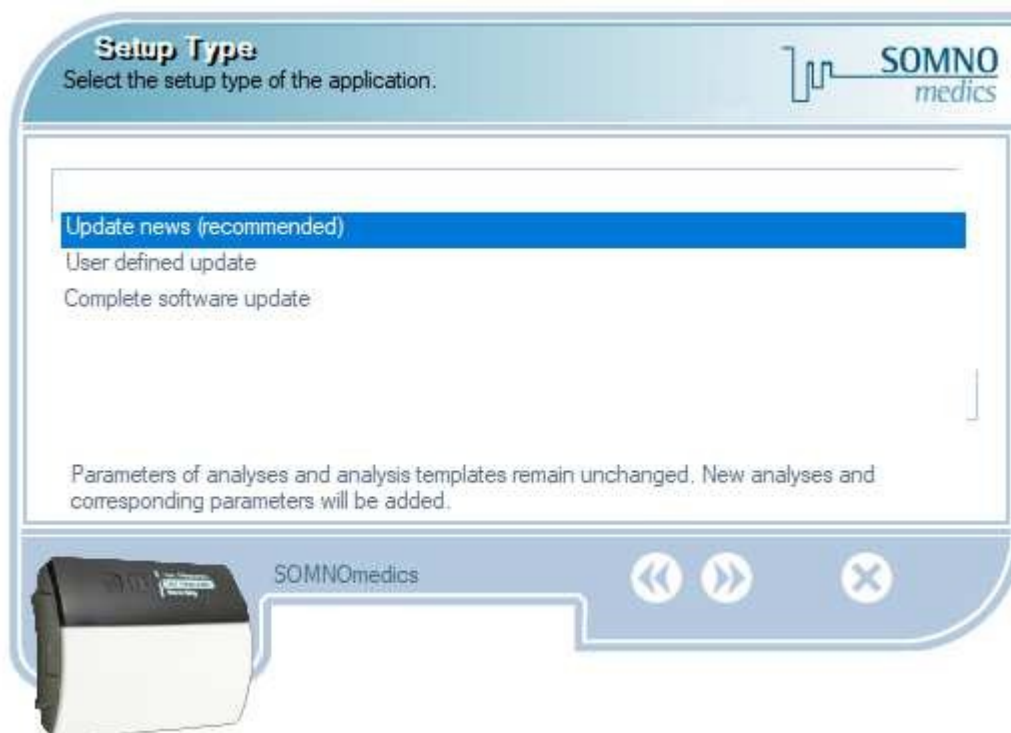 Setup Type
Select the setup type of the application.
SOMNO
medics
Update news (recommended)
User defined update
Complete software update
Parameters of analyses and analysis templates remain unchanged. New analyses and
corresponding parameters will be added.
SOMNOmedics